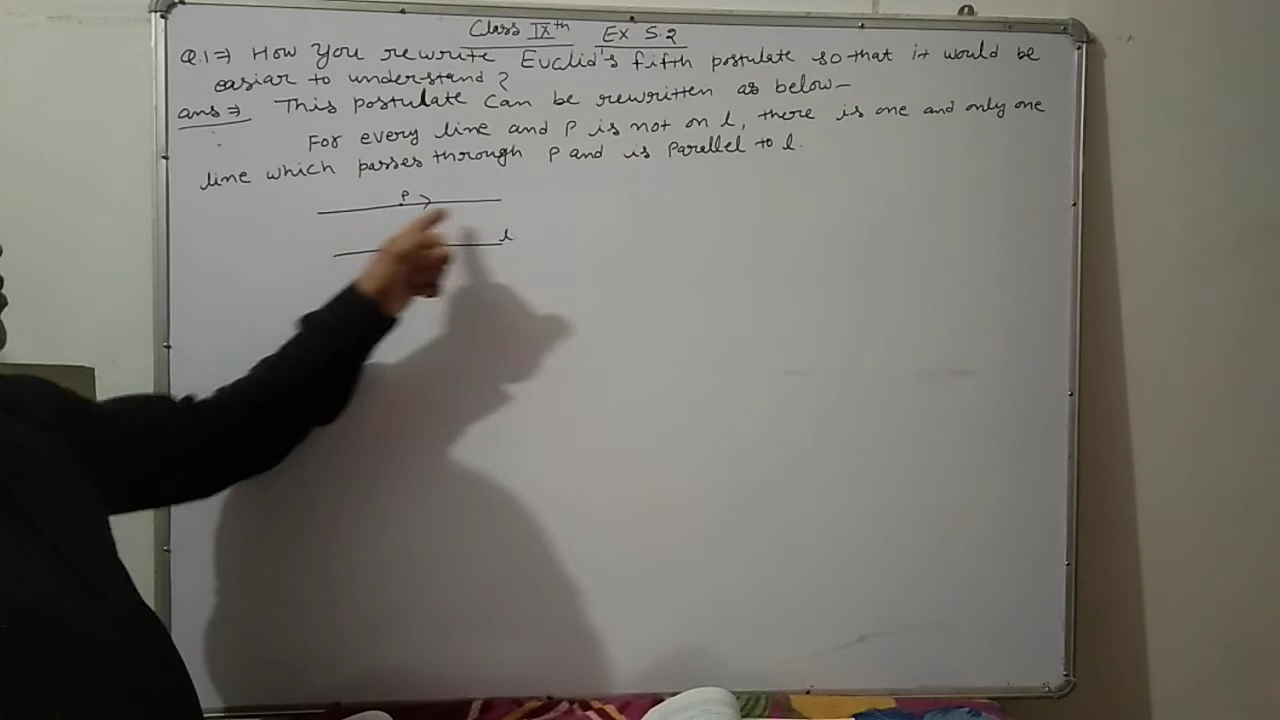 Class IXth Ex 5.2
Q.1⇒ How You rewrite Euclid's fifth postulate so that it would be
easiar to understand?
ans ⇒ This postulate can be rewritten as below-
For every line and P is not on l, there is one and only one
line which passes through P and is parallel to l.
P
l